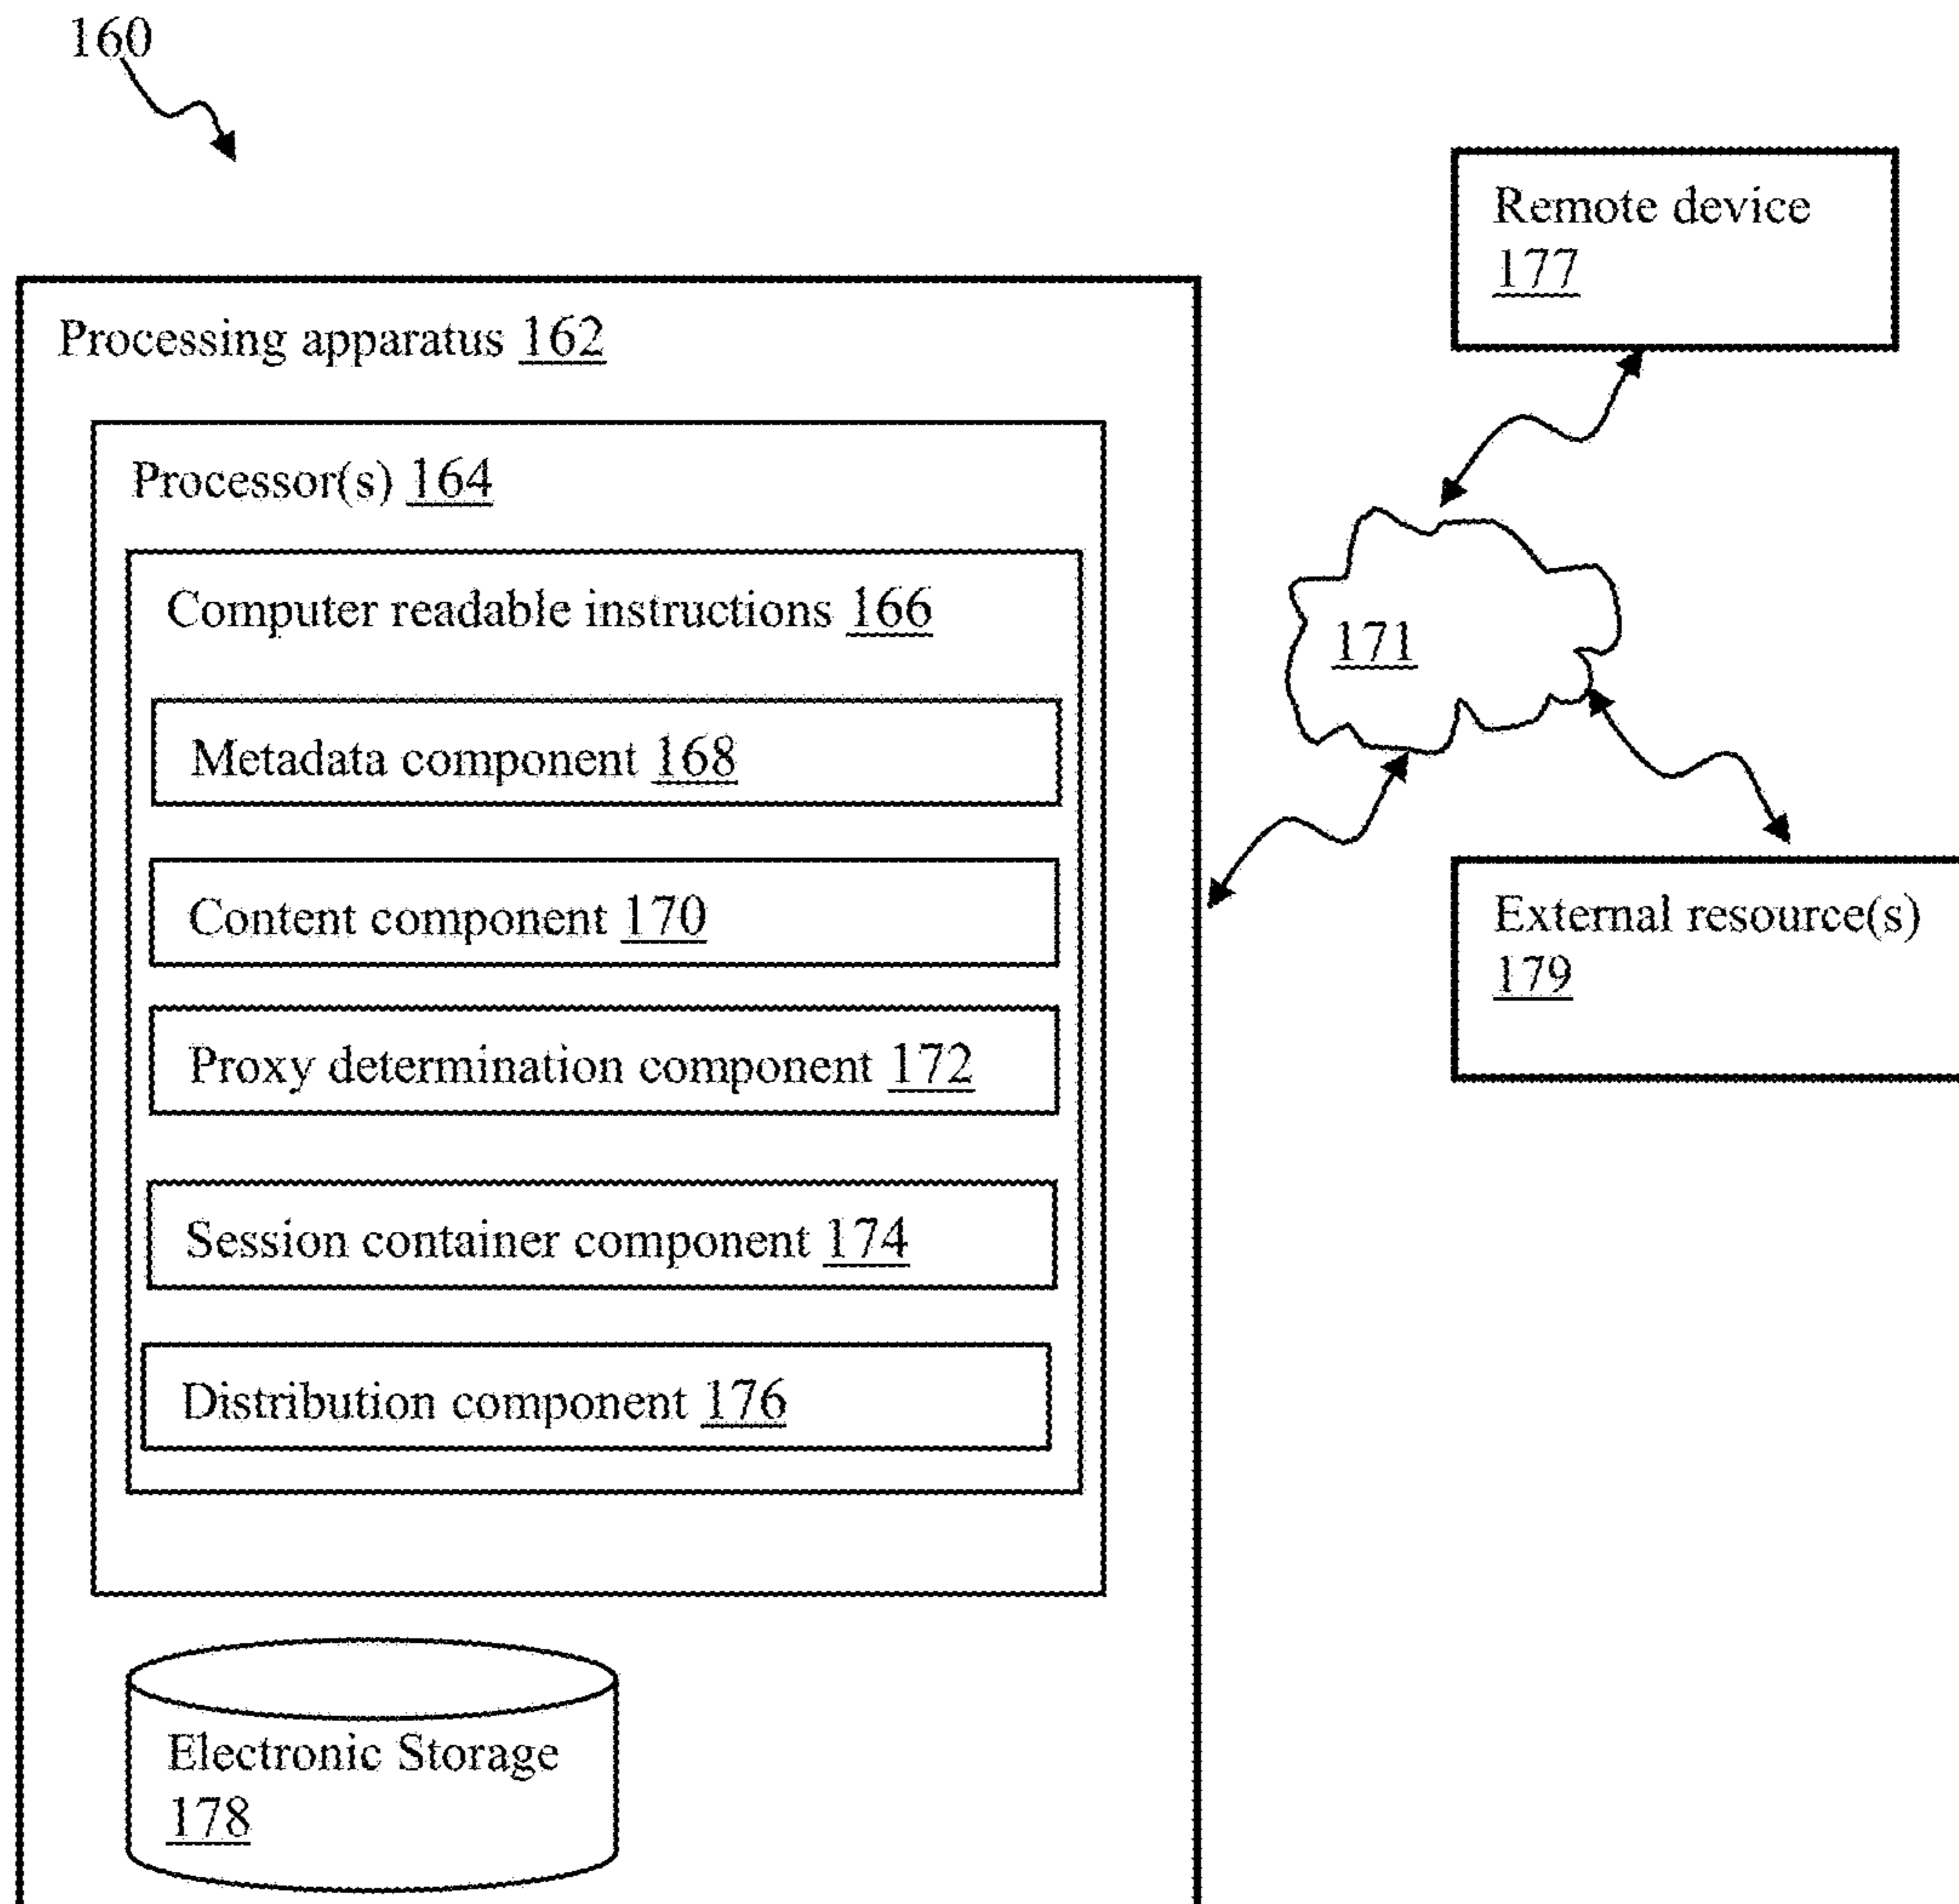 160
Remote device
177
Processing apparatus 162
Processor(s) 164
Computer readable instructions 166
171
Metadata component 168
Content component 170
External resource(s)
179
Proxy determination component 172
Session container component 174
Distribution component 176
Electronic Storage
178